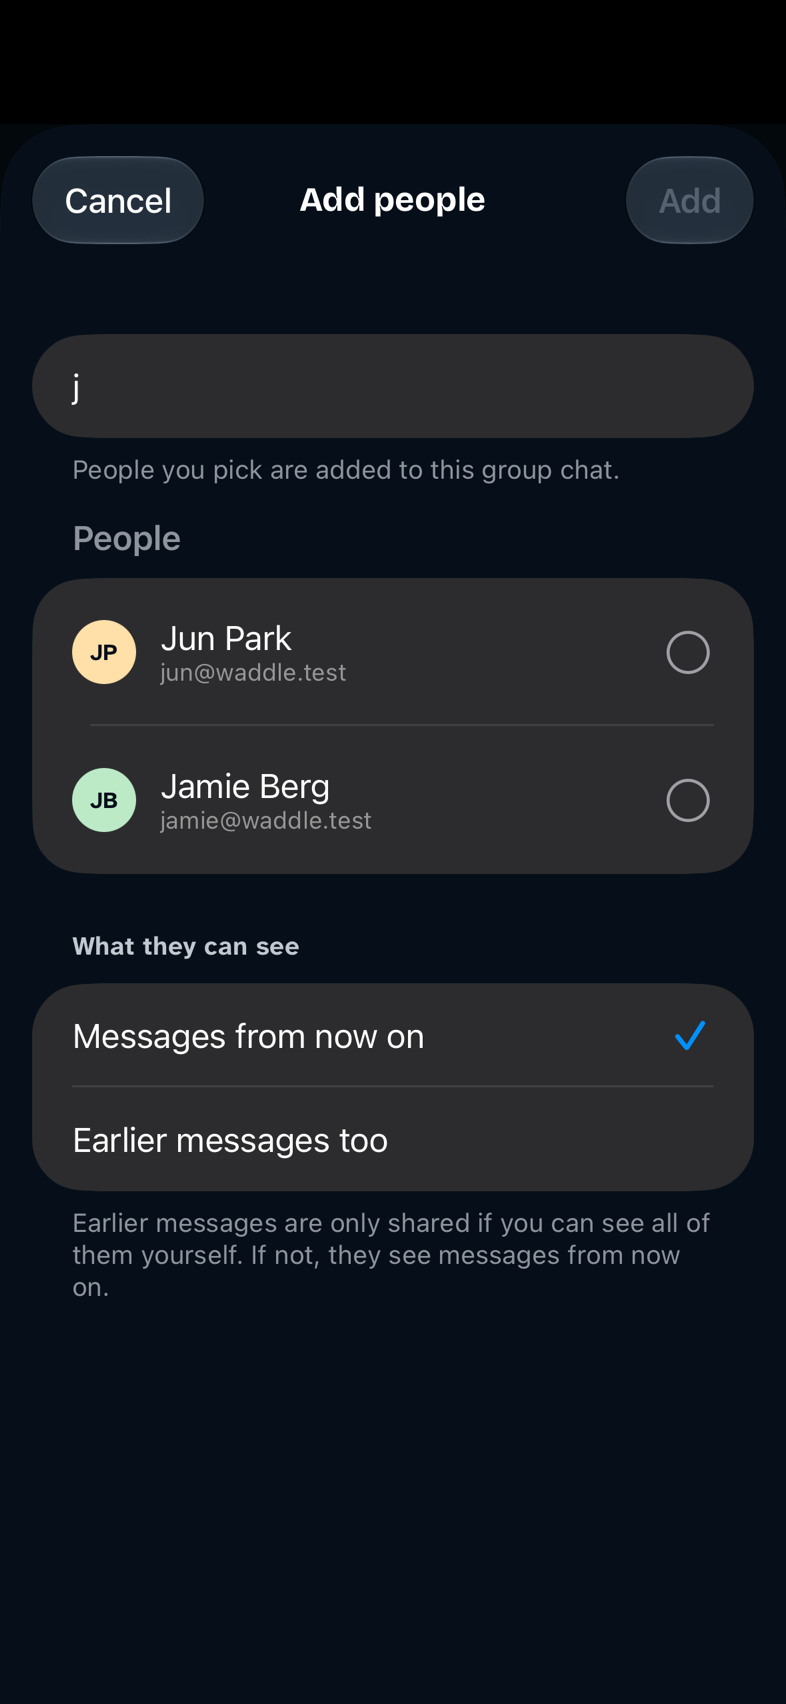 Cancel
Add people
Add
j
People you pick are added to this group chat.
People
JP
Jun Park
jun@waddle.test
JB
Jamie Berg
jamie@waddle.test
What they can see
Messages from now on
Earlier messages too
Earlier messages are only shared if you can see all of
them yourself. If not, they see messages from now
on.